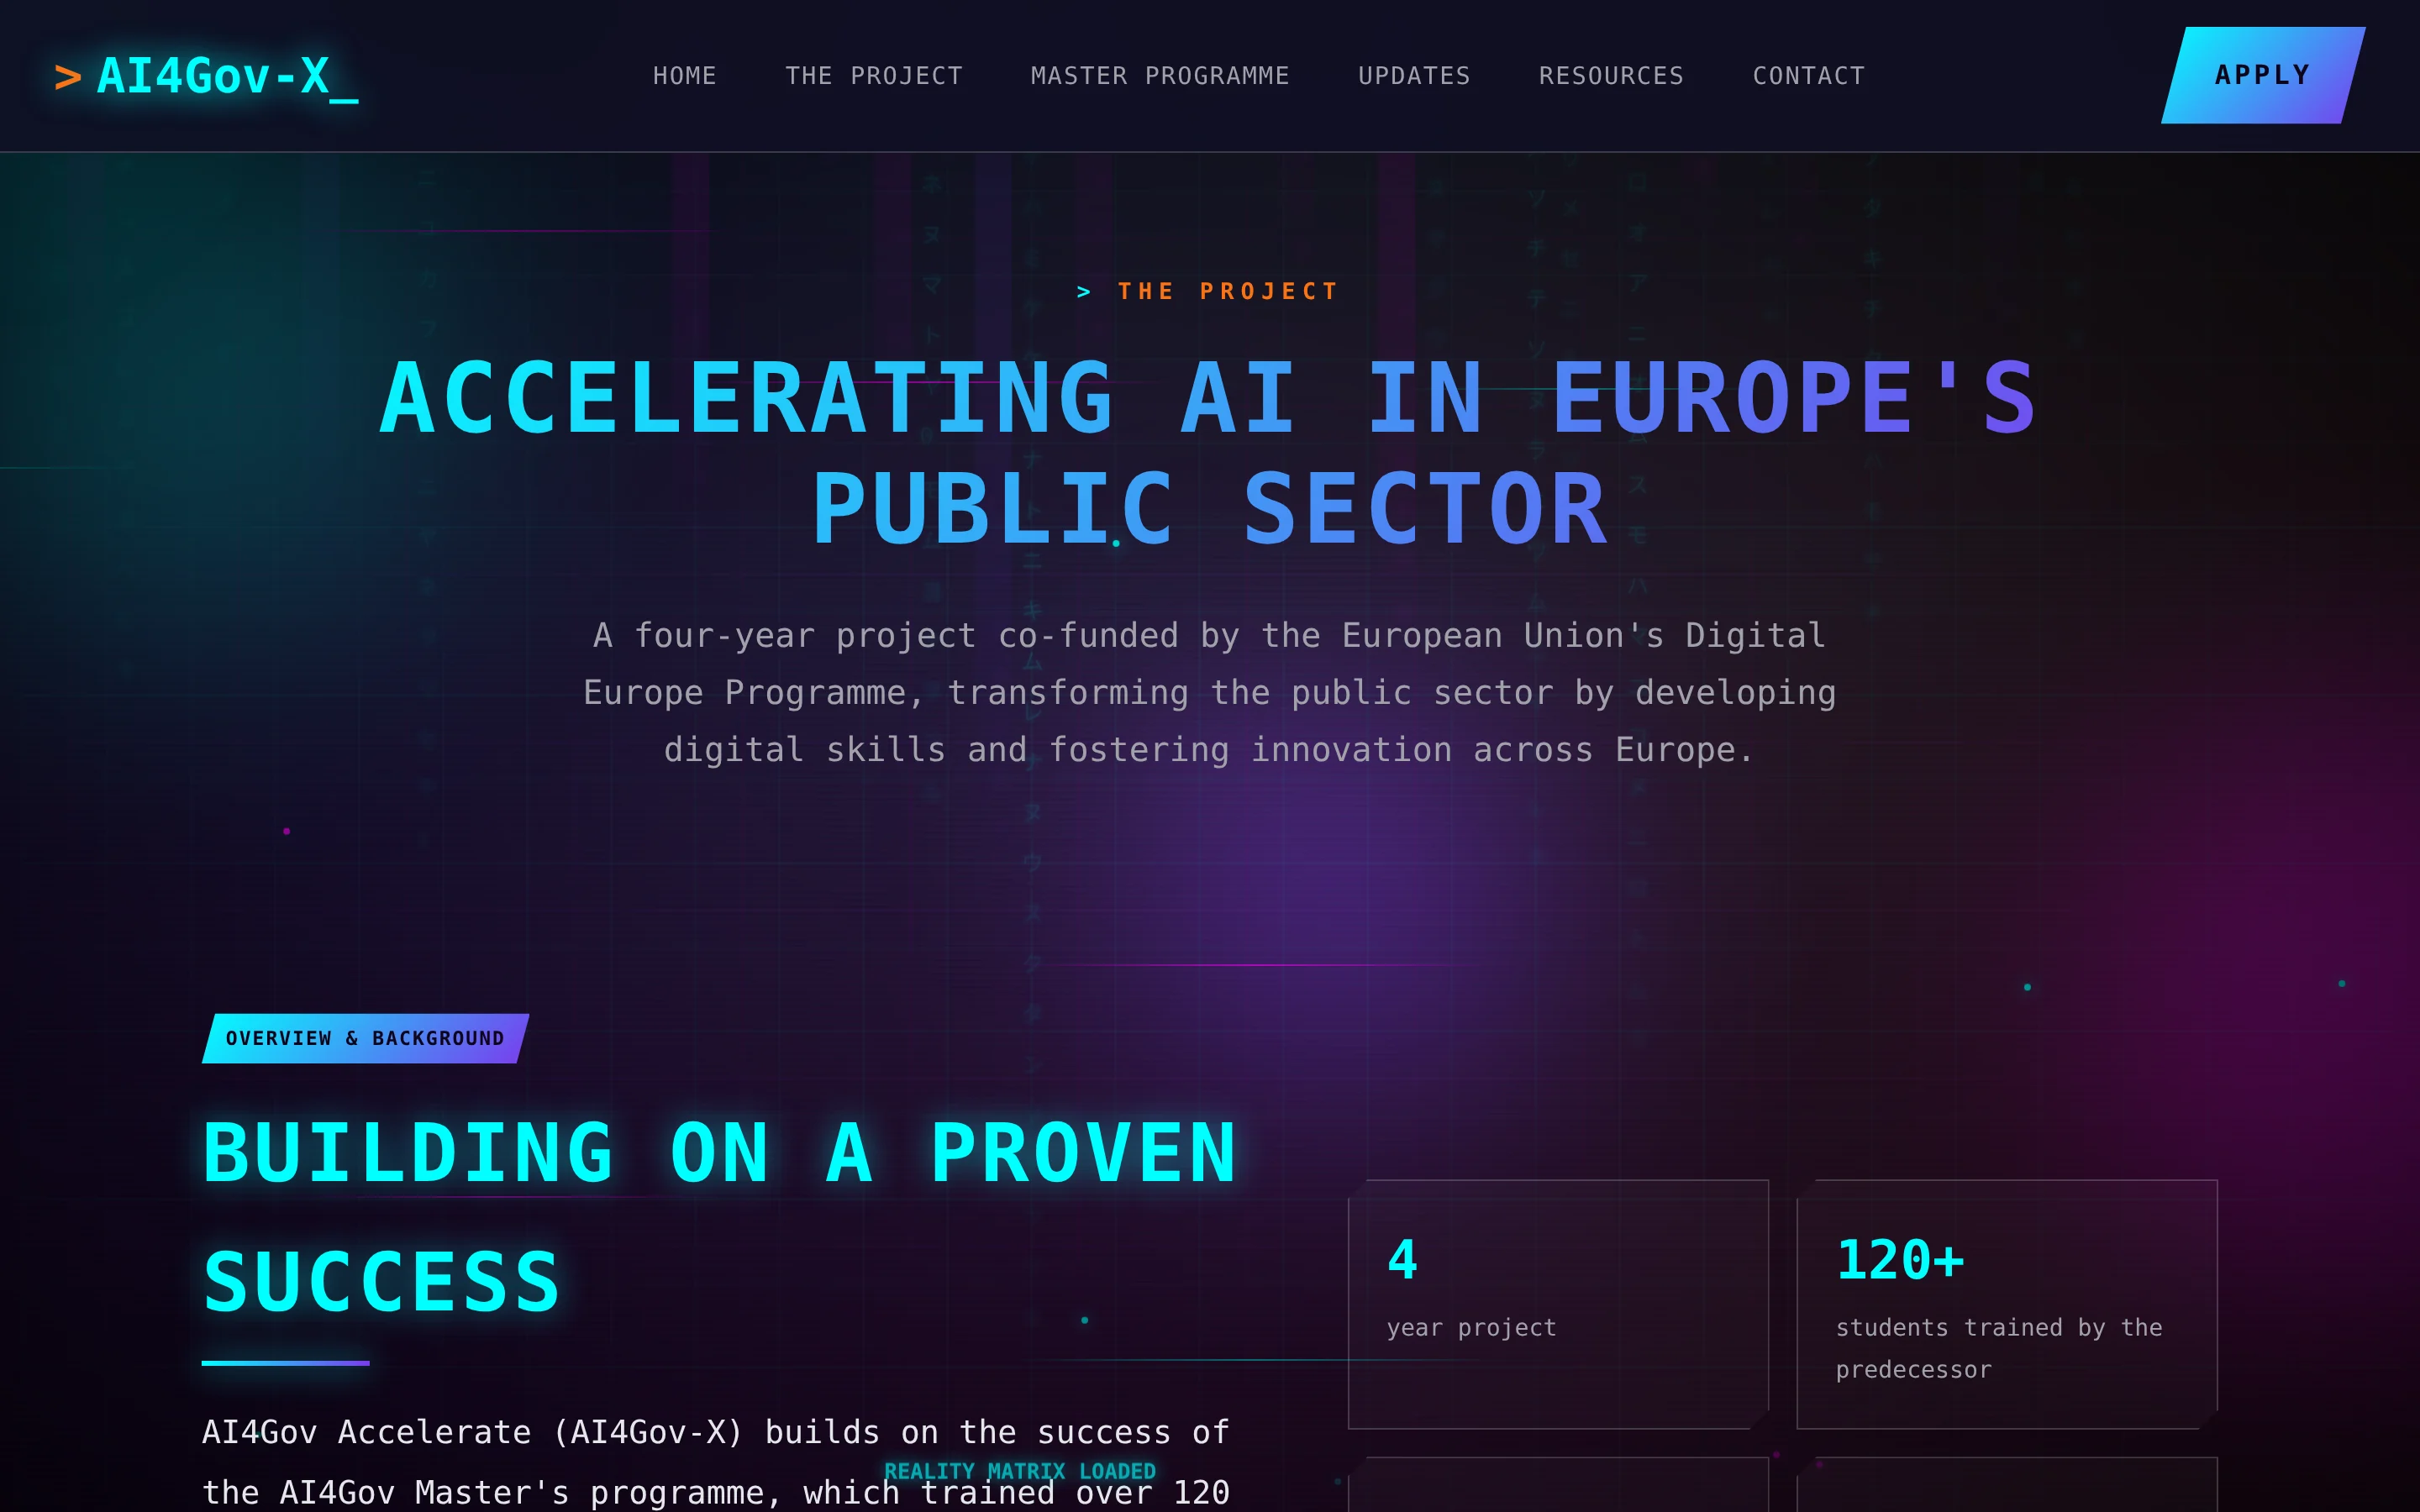 > AI4Gov-X_
HOME THE PROJECT MASTER PROGRAMME UPDATES RESOURCES CONTACT
APPLY
> THE PROJECT
ACCELERATING AI IN EUROPE'S
PUBLIC SECTOR
A four-year project co-funded by the European Union's Digital
Europe Programme, transforming the public sector by developing
digital skills and fostering innovation across Europe.
OVERVIEW & BACKGROUND
BUILDING ON A PROVEN
SUCCESS
AI4Gov Accelerate (AI4Gov-X) builds on the success of
the AI4Gov Master's programme, which trained over 120
4
year project
120+
students trained by the
predecessor
REALITY MATRIX LOADED